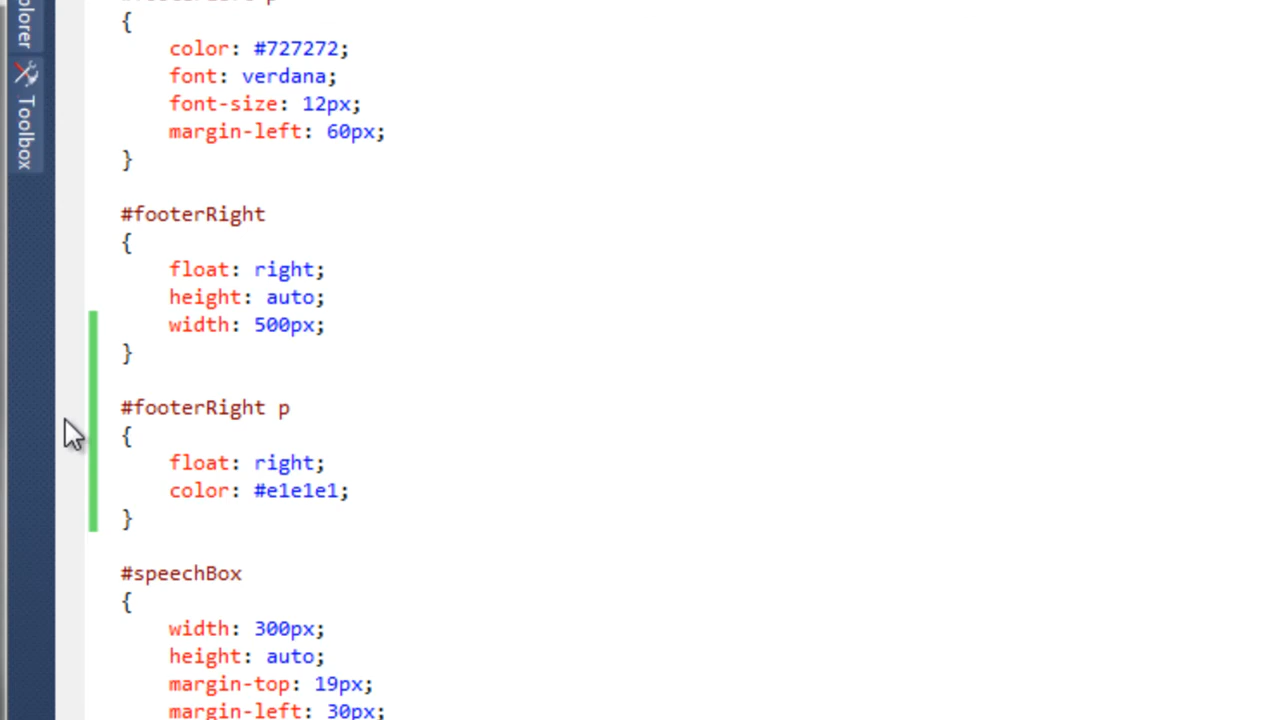 plorer
Toolbox
{
color: #727272;
font: verdana;
font-size: 12px;
margin-left: 60px;
}
#footerRight
{
float: right;
height: auto;
width: 500px;
}
#footerRight p
{
float: right;
color: #e1e1e1;
}
#speechBox
{
width: 300px;
height: auto;
margin-top: 19px;
margin-left: 30px;